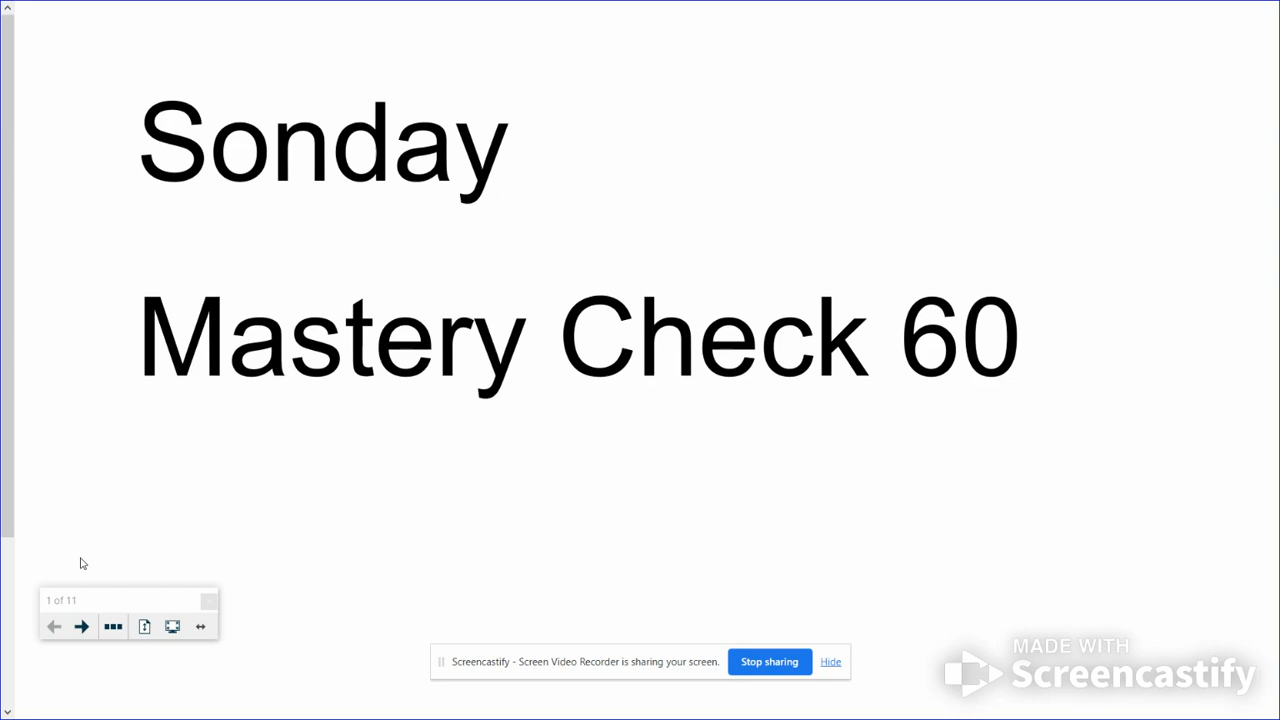 Sonday
Mastery Check 60
1 of 11
Screencastify - Screen Video Recorder is sharing your screen. Stop sharing Hide
MADE WITH
Screencastify